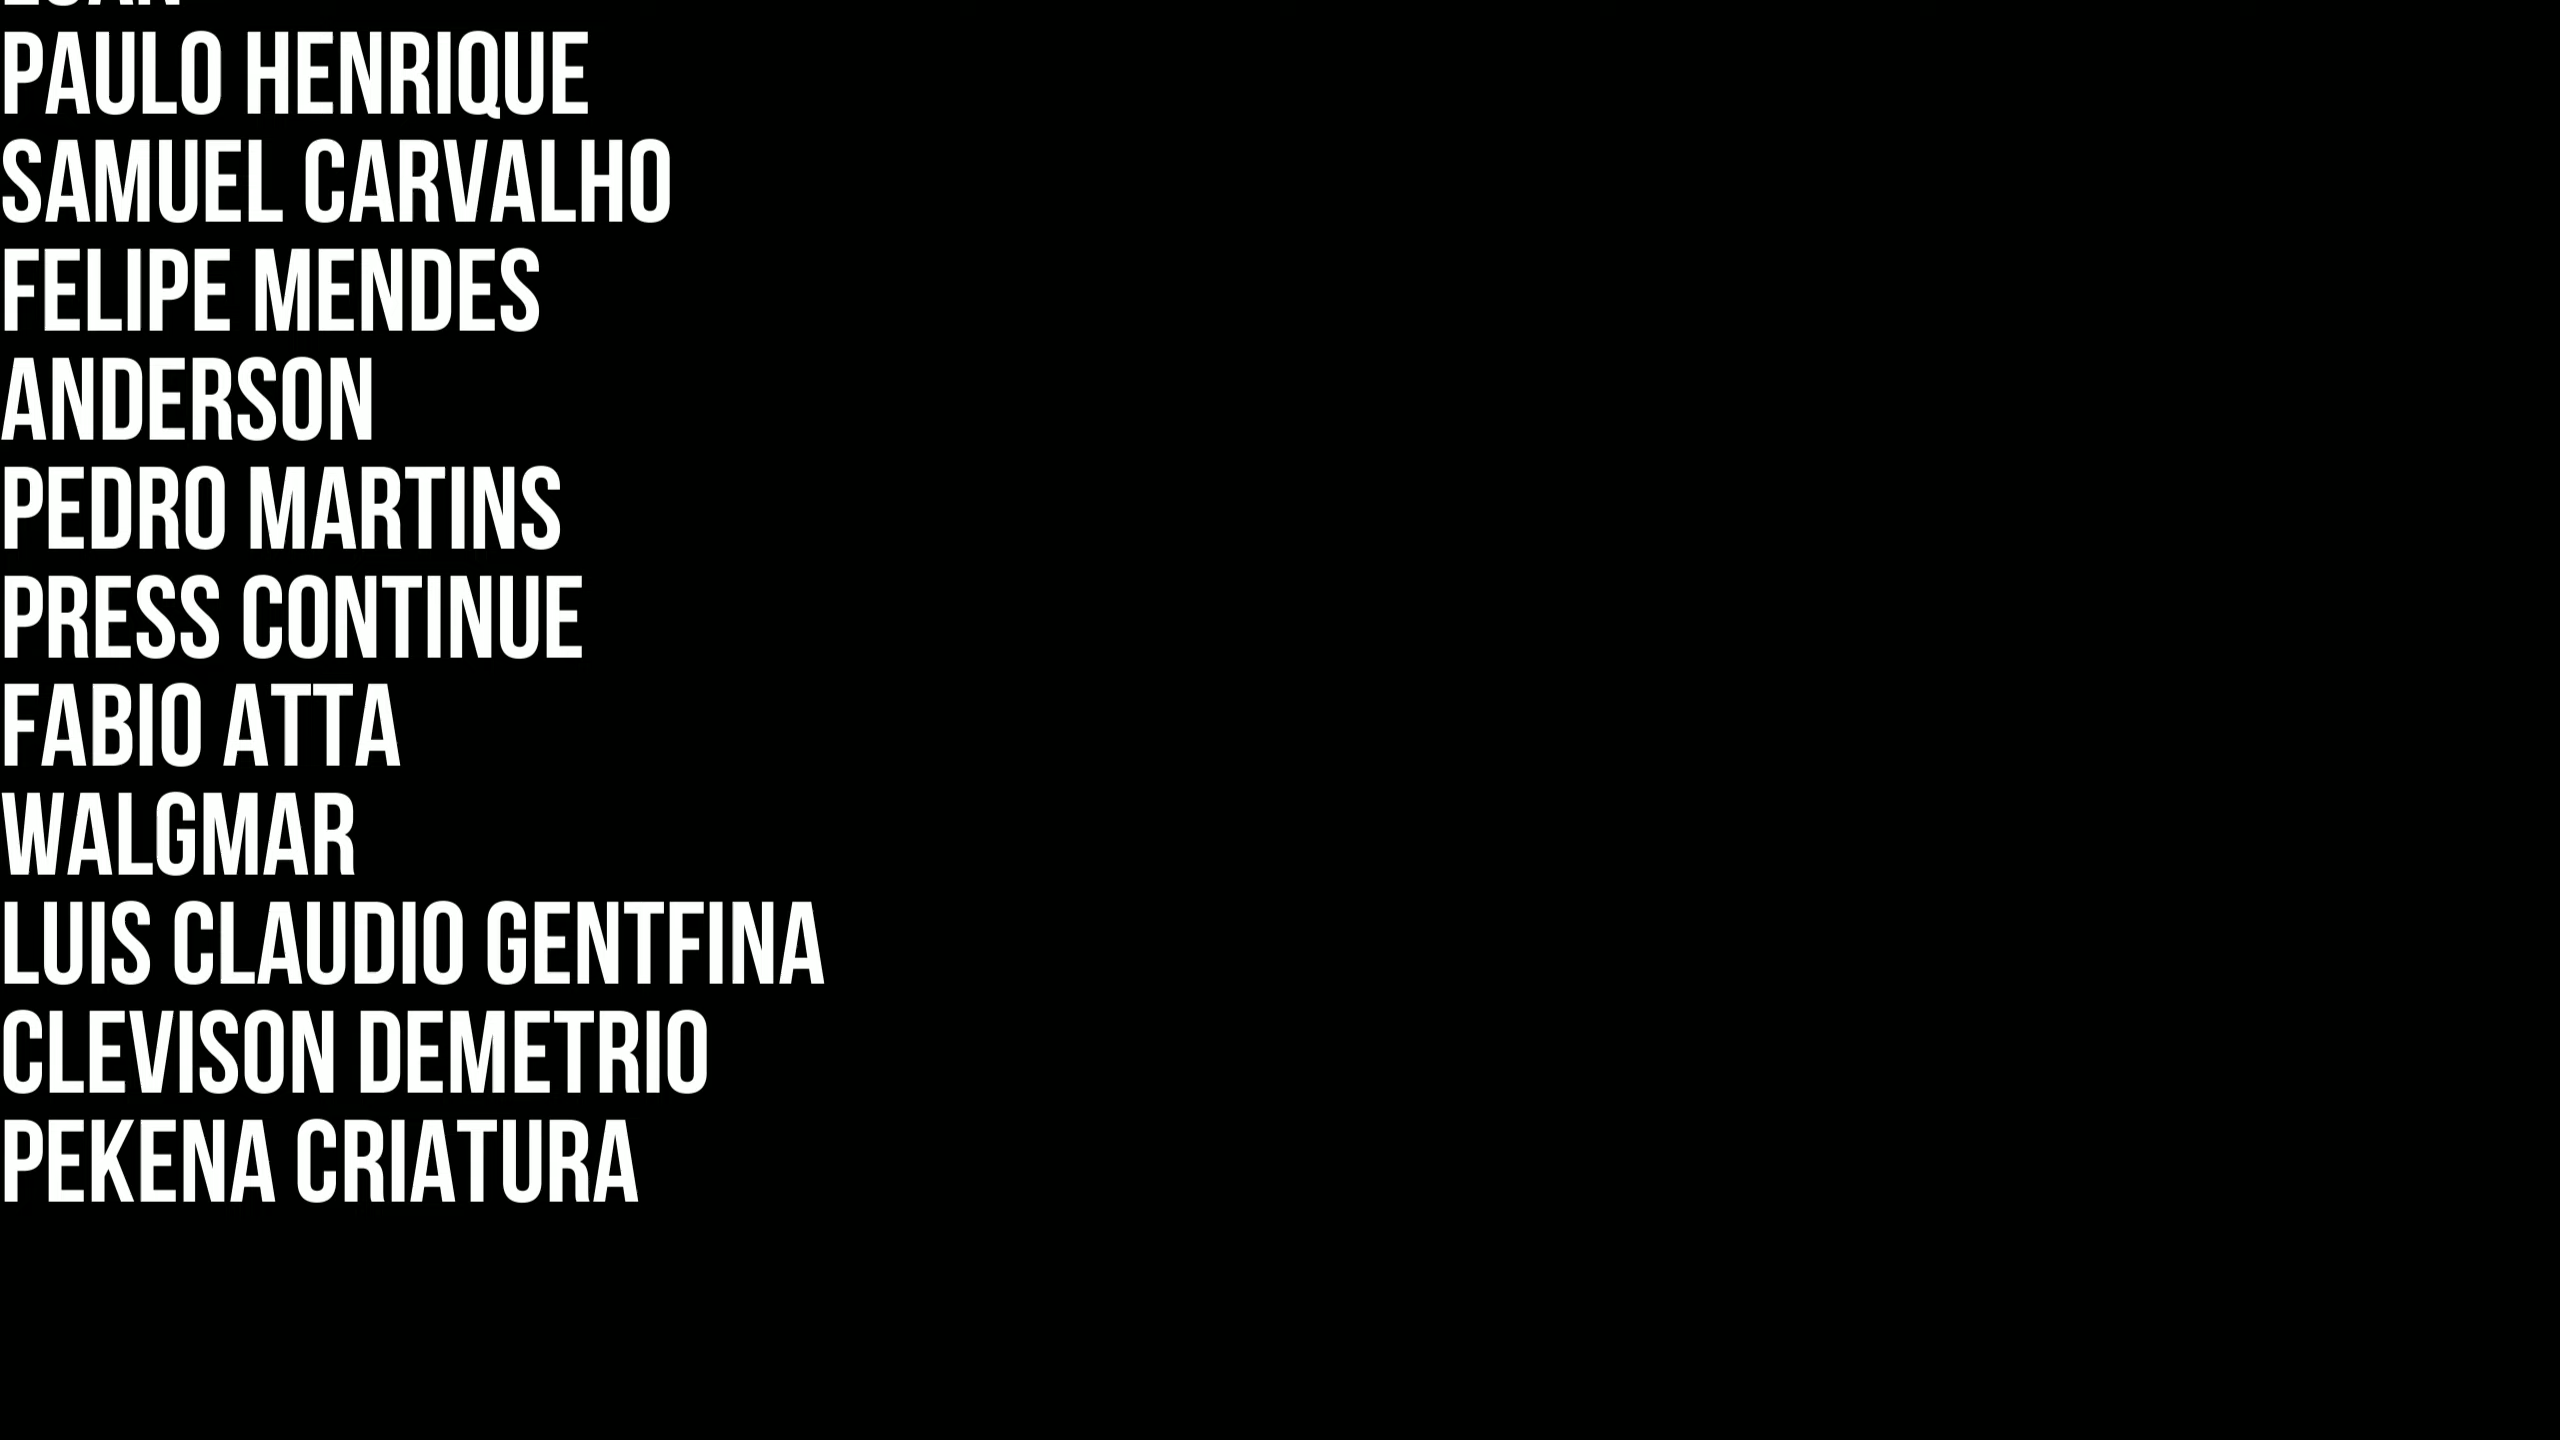 PAULO HENRIQUE
SAMUEL CARVALHO
FELIPE MENDES
ANDERSON
PEDRO MARTINS
PRESS CONTINUE
FABIO ATTA
WALGMAR
LUIS CLAUDIO GENTFINA
CLEVISON DEMETRIO
PEKENA CRIATURA